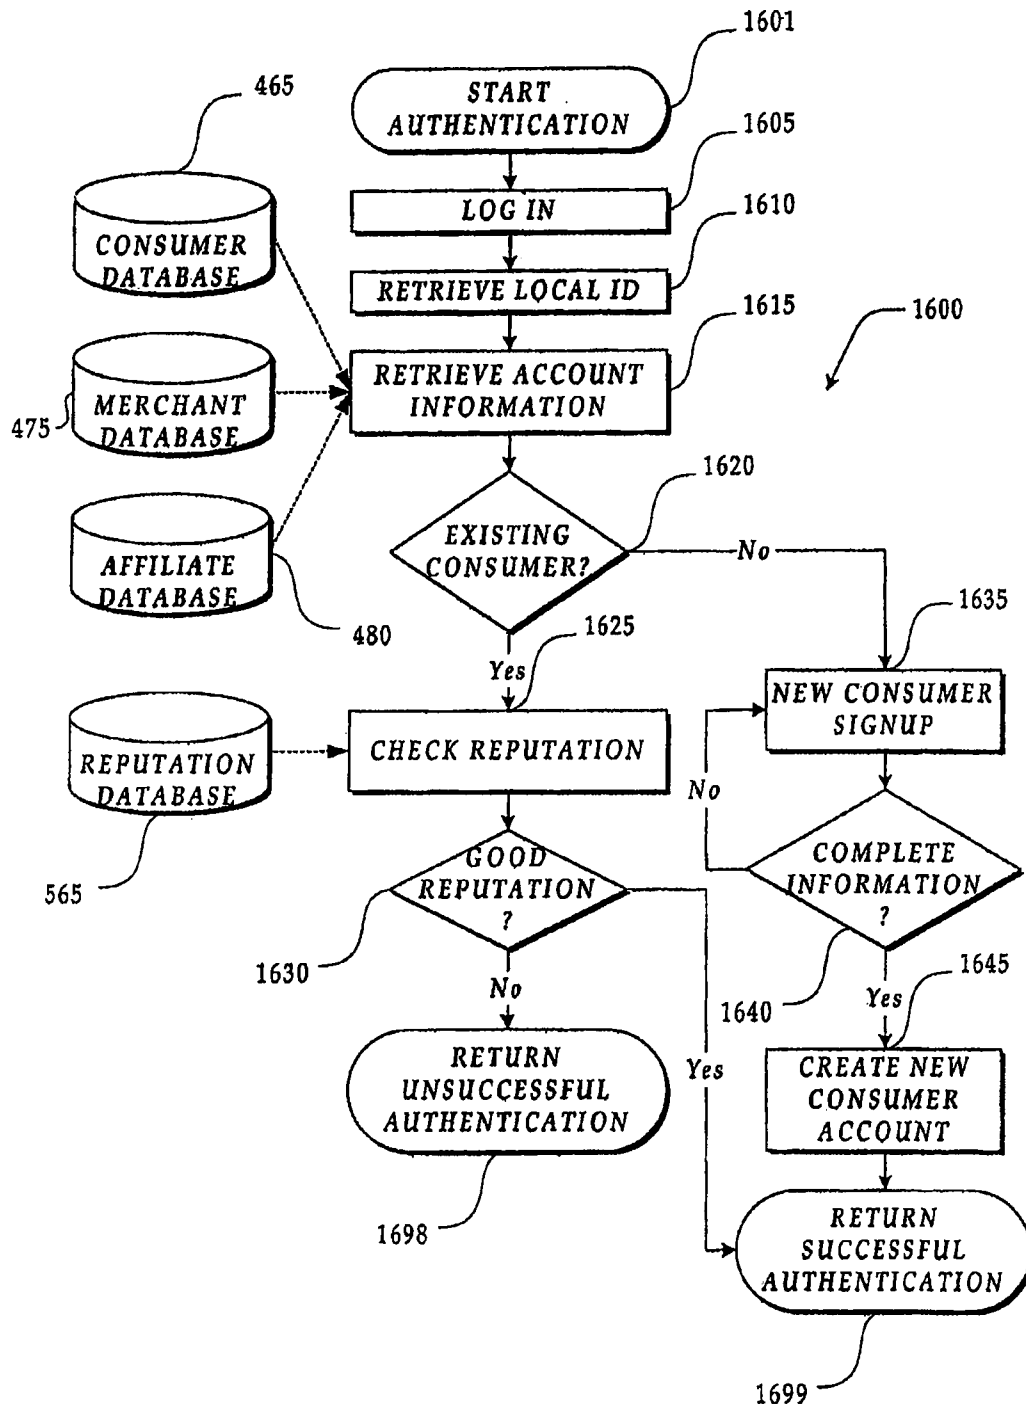 1601
START
AUTHENTICATION
465
1605
LOG IN
1610
CONSUMER
DATABASE
RETRIEVE LOCAL ID
1615
1600
RETRIEVE ACCOUNT
INFORMATION
MERCHANT
DATABASE
475
1620
EXISTING
CONSUMER?
No
AFFILIATE
DATABASE
480
1625
1635
Yes
NEW CONSUMER
SIGNUP
CHECK REPUTATION
REPUTATION
DATABASE
No
565
GOOD
REPUTATION
?
COMPLETE
INFORMATION
?
1630
No
1640
1645
Yes
RETURN
UNSUCCESSFUL
AUTHENTICATION
Yes
CREATE NEW
CONSUMER
ACCOUNT
1698
RETURN
SUCCESSFUL
AUTHENTICATION
1699